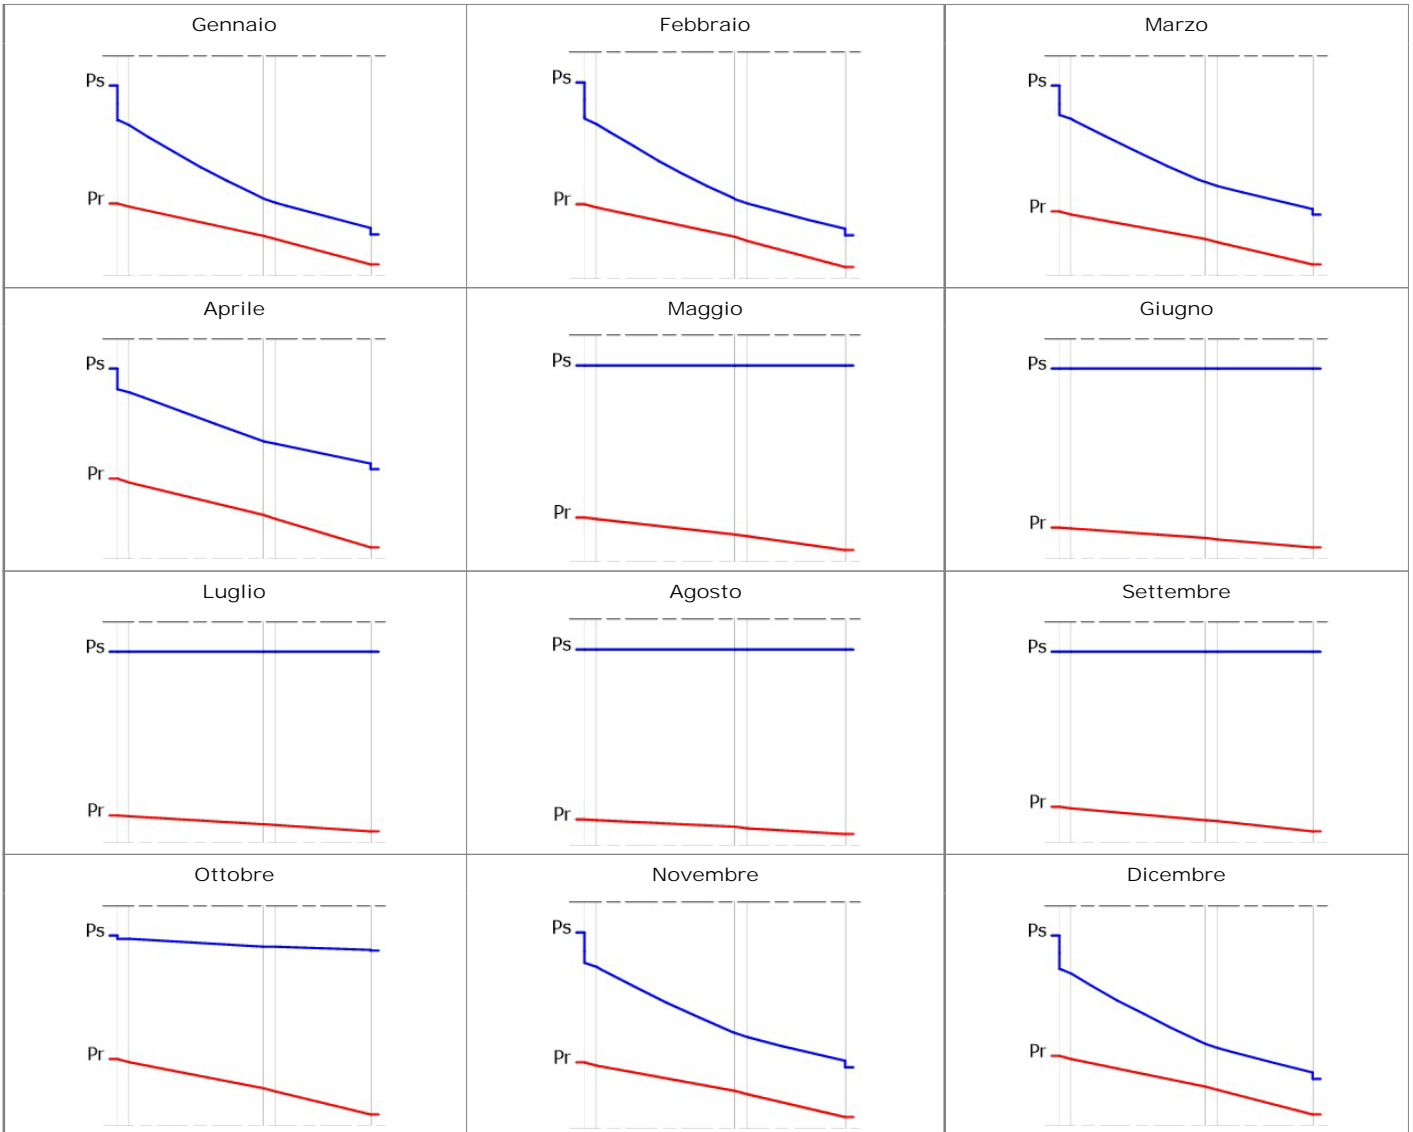 Gennaio
Febbraio
Marzo
Ps
Ps
Ps
Pr
Pr
Pr
Aprile
Maggio
Giugno
Ps
Ps
Ps
Pr
Pr
Pr
Luglio
Agosto
Settembre
Ps
Ps
Ps
Pr
Pr
Pr
Ottobre
Novembre
Dicembre
Ps
Ps
Ps
Pr
Pr
Pr